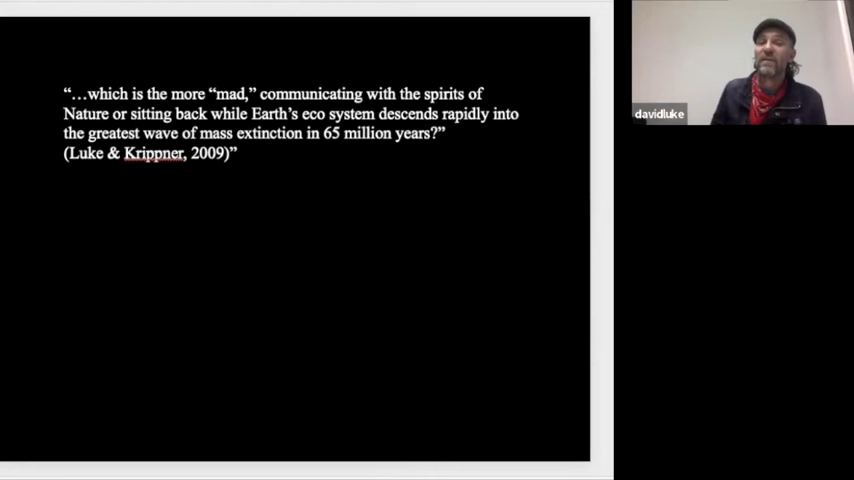 “…which is the more “mad,” communicating with the spirits of
Nature or sitting back while Earth’s eco system descends rapidly into
the greatest wave of mass extinction in 65 million years?”
(Luke & Krippner, 2009)”
davidluke